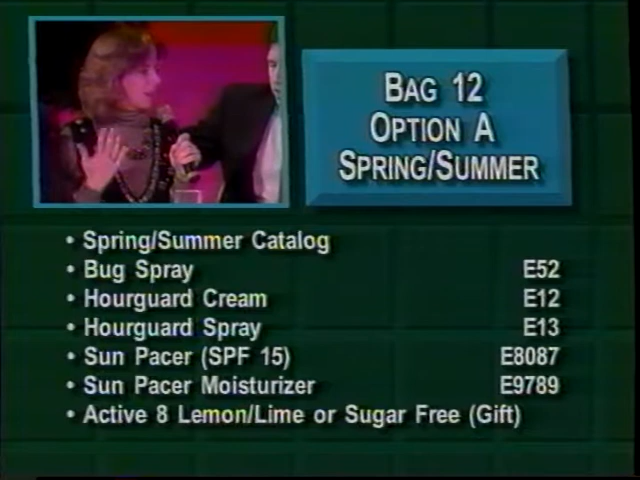 BAG 12
OPTION A
SPRING/SUMMER
• Spring/Summer Catalog
• Bug Spray E52
• Hourguard Cream E12
• Hourguard Spray E13
• Sun Pacer (SPF 15) E8087
• Sun Pacer Moisturizer E9789
• Active 8 Lemon/Lime or Sugar Free (Gift)